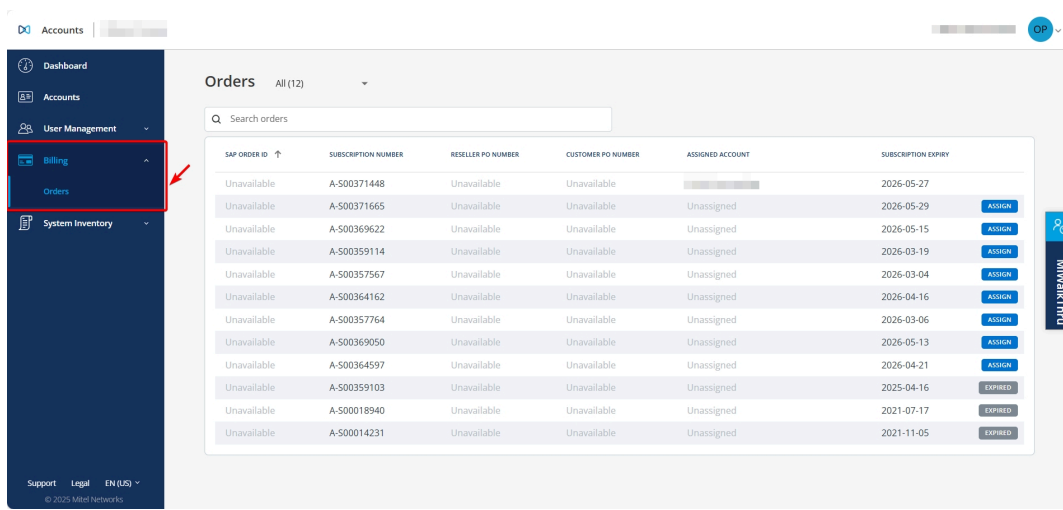 Accounts
OP
Dashboard
Accounts
User Management
Billing
Orders
System Inventory
Support Legal EN (US)
© 2025 Mitel Networks
Orders All (12)
Search orders
SAP ORDER ID SUBSCRIPTION NUMBER RESELLER PO NUMBER CUSTOMER PO NUMBER ASSIGNED ACCOUNT SUBSCRIPTION EXPIRY
Unavailable A-S00371448 Unavailable Unavailable 2026-05-27
Unavailable A-S00371665 Unavailable Unavailable Unassigned 2026-05-29 ASSIGN
Unavailable A-S00369622 Unavailable Unavailable Unassigned 2026-05-15 ASSIGN
Unavailable A-S00359114 Unavailable Unavailable Unassigned 2026-03-19 ASSIGN
Unavailable A-S00357567 Unavailable Unavailable Unassigned 2026-03-04 ASSIGN
Unavailable A-S00364162 Unavailable Unavailable Unassigned 2026-04-16 ASSIGN
Unavailable A-S00357764 Unavailable Unavailable Unassigned 2026-03-06 ASSIGN
Unavailable A-S00369050 Unavailable Unavailable Unassigned 2026-05-13 ASSIGN
Unavailable A-S00364597 Unavailable Unavailable Unassigned 2026-04-21 ASSIGN
Unavailable A-S00359103 Unavailable Unavailable Unassigned 2025-04-16 EXPIRED
Unavailable A-S00018940 Unavailable Unavailable Unassigned 2021-07-17 EXPIRED
Unavailable A-S00014231 Unavailable Unavailable Unassigned 2021-11-05 EXPIRED
MiWalkThru